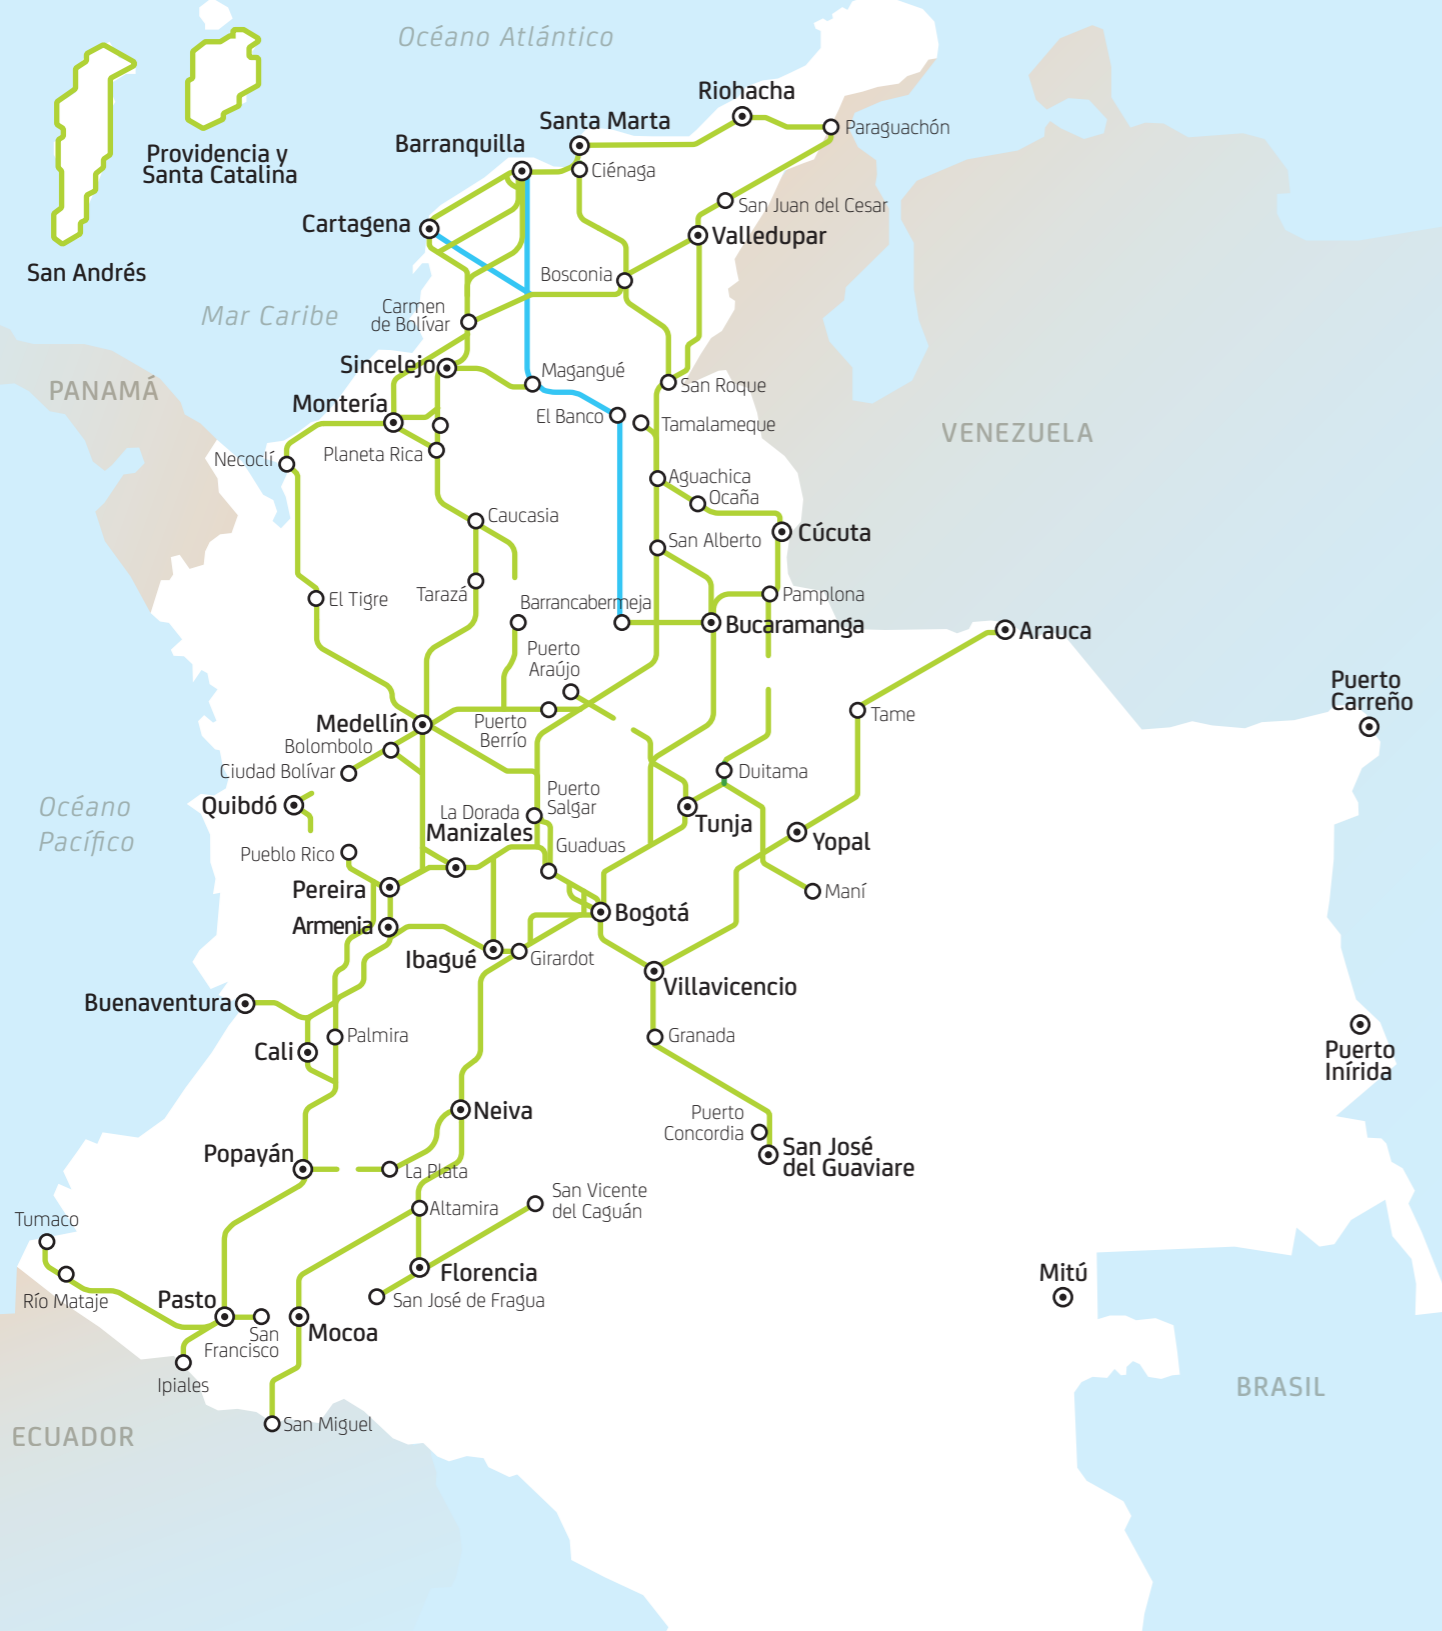 Océano Atlántico
Riohacha
Santa Marta
Paraguachón
Barranquilla
Providencia y
Santa Catalina
Ciénaga
San Juan del Cesar
Cartagena
Valledupar
San Andrés
Bosconia
Mar Caribe
Carmen
de Bolívar
Sincelejo
Magangué
PANAMÁ
San Roque
Montería
El Banco
Tamalameque
VENEZUELA
Necoclí
Planeta Rica
Aguachica
Ocaña
Caucasia
Cúcuta
San Alberto
El Tigre
Tarazá
Barrancabermeja
Pamplona
Bucaramanga
Arauca
Puerto
Araújo
Puerto
Carreño
Medellín
Puerto
Berrío
Tame
Bolombolo
Ciudad Bolívar
Duitama
Quibdó
Océano
Pacífico
La Dorada
Puerto
Salgar
Manizales
Tunja
Yopal
Guaduas
Pueblo Rico
Pereira
Maní
Armenia
Bogotá
Ibagué
Girardot
Villavicencio
Buenaventura
Palmira
Granada
Cali
Puerto
Inírida
Neiva
Puerto
Concordia
Popayán
La Plata
San José
del Guaviare
Altamira
San Vicente
del Caguán
Tumaco
Florencia
Mitú
Río Mataje
Pasto
San José de Fragua
San
Francisco
Mocoa
Ipiales
BRASIL
ECUADOR
San Miguel